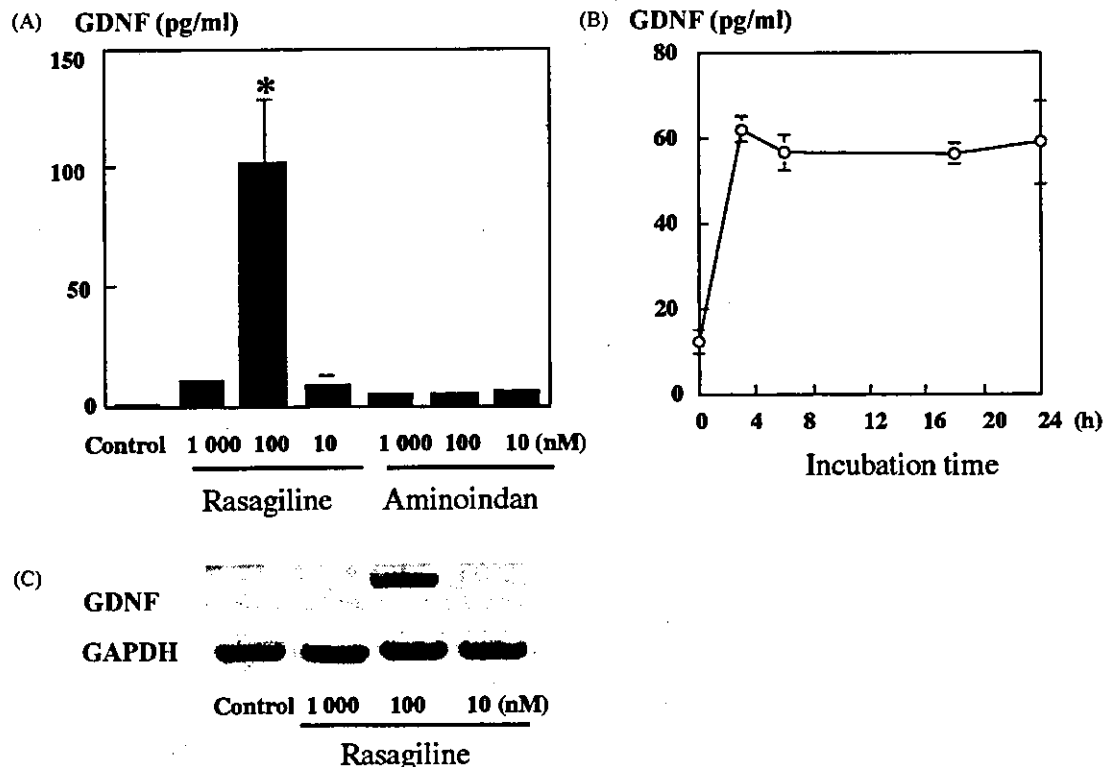 (A) GDNF (pg/ml)
150
100
50
0
*
Control 1 000 100 10 1 000 100 10 (nM)
Rasagiline Aminoindan
(B) GDNF (pg/ml)
80
60
40
20
0
0 4 8 12 16 20 24 (h)
Incubation time
(C)
GDNF
GAPDH
Control 1 000 100 10 (nM)
Rasagiline